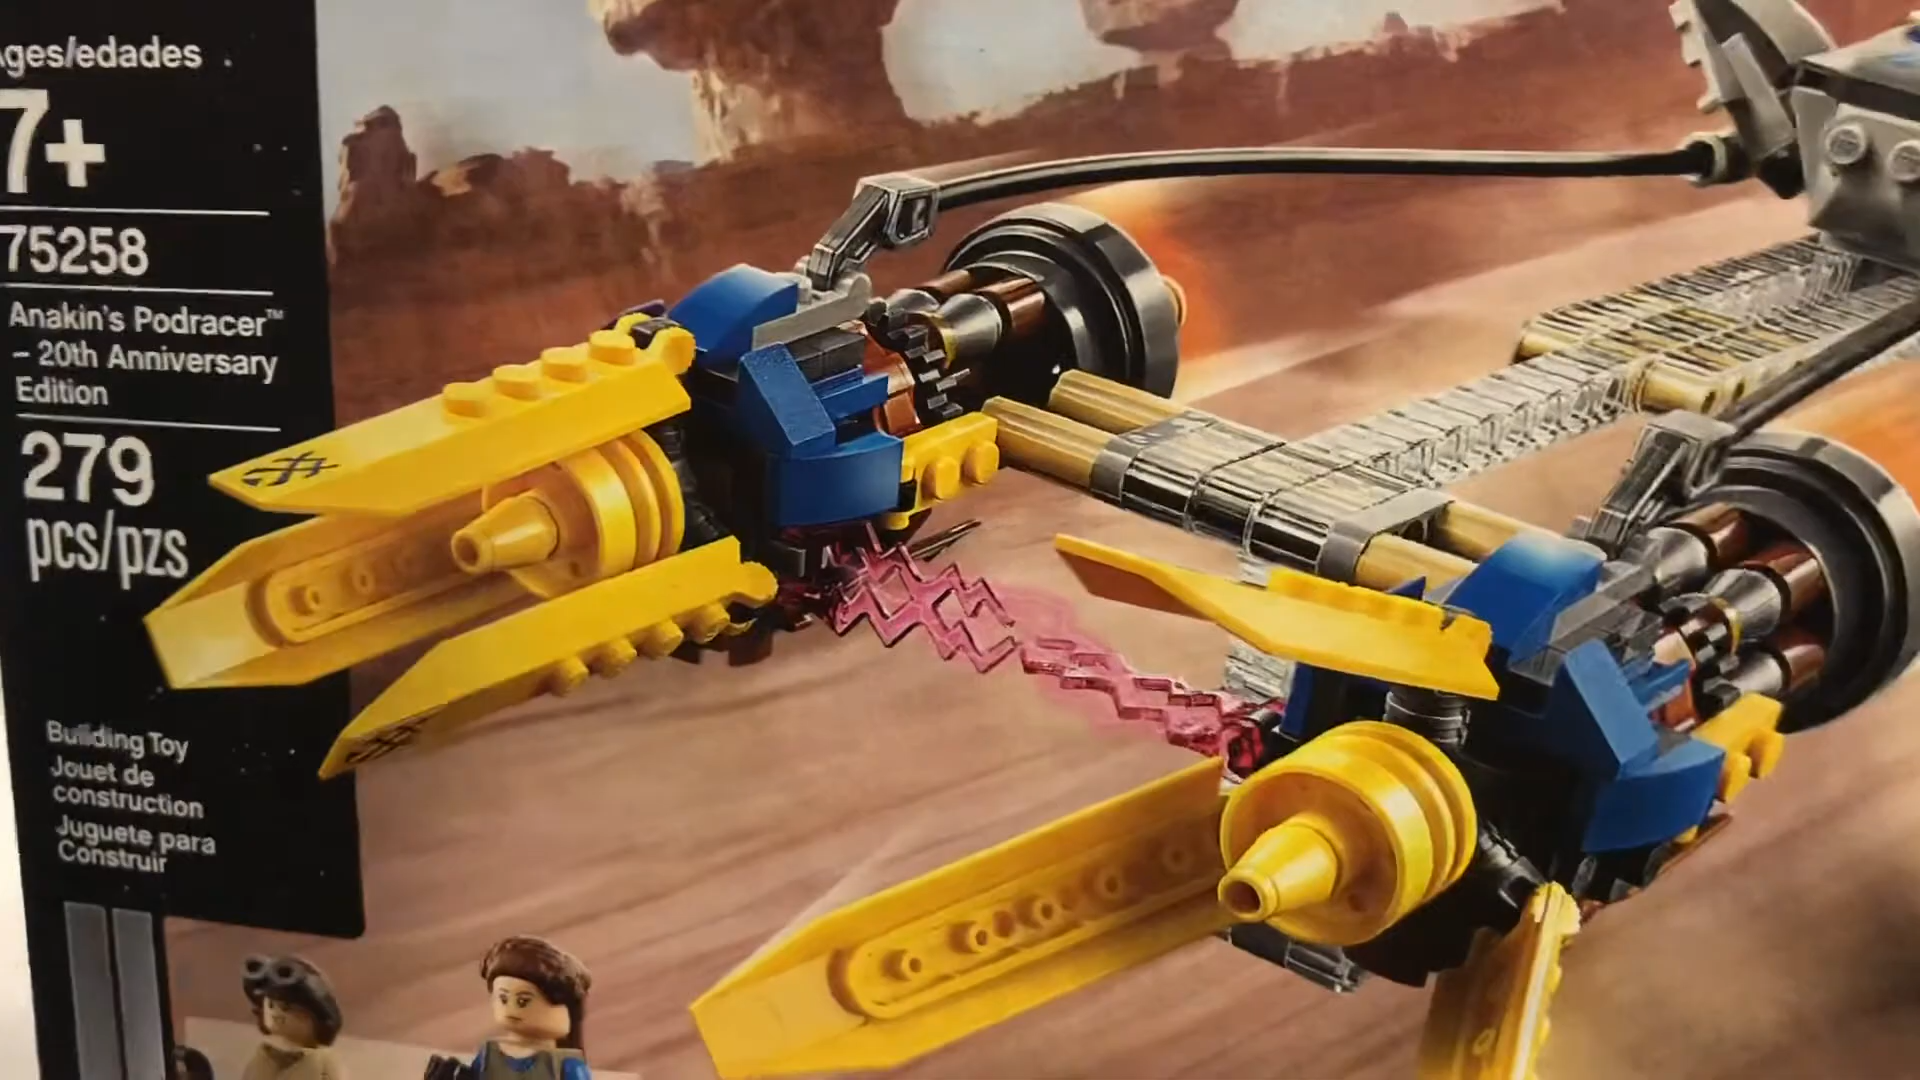 Ages/edades
7+
75258
Anakin's Podracer™
– 20th Anniversary
Edition
279
pcs/pzs
Building Toy
Jouet de
construction
Juguete para
Construir